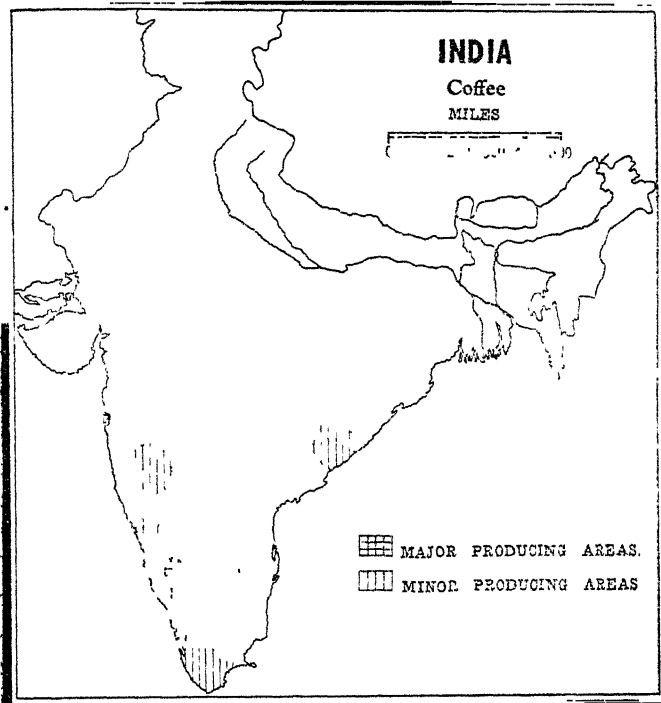 INDIA
Coffee
MILES
MAJOR PRODUCING AREAS.
MINOR PRODUCING AREAS